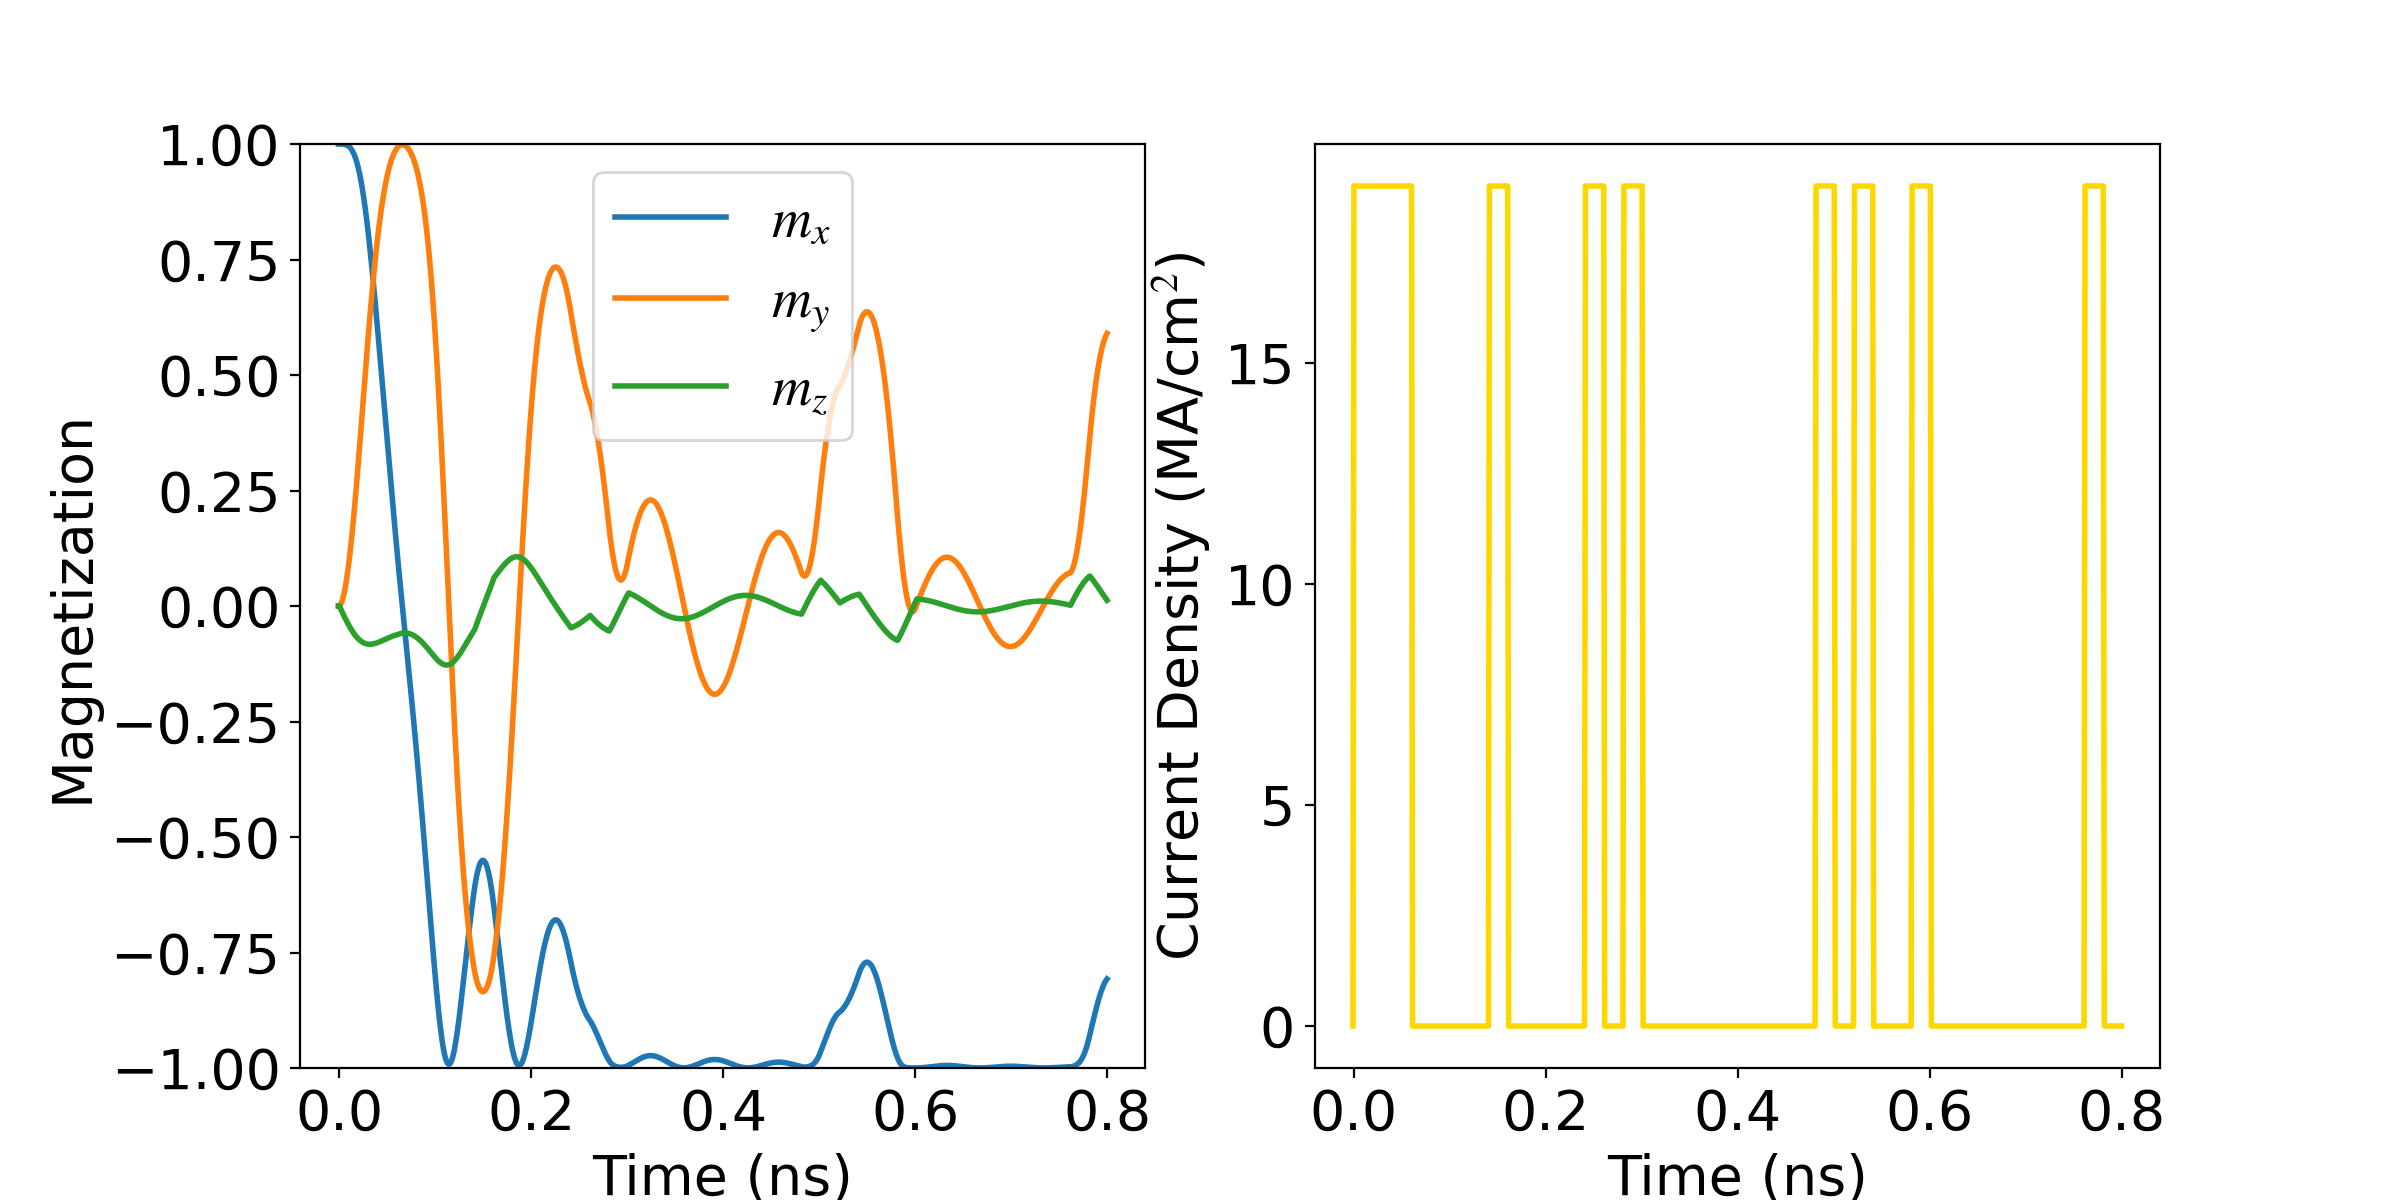 Magnetization
1.00
0.75
0.50
0.25
0.00
−0.25
−0.50
−0.75
−1.00
0.0 0.2 0.4 0.6 0.8
Time (ns)
m_x
m_y
m_z
Current Density (MA/cm²)
15
10
5
0
0.0 0.2 0.4 0.6 0.8
Time (ns)